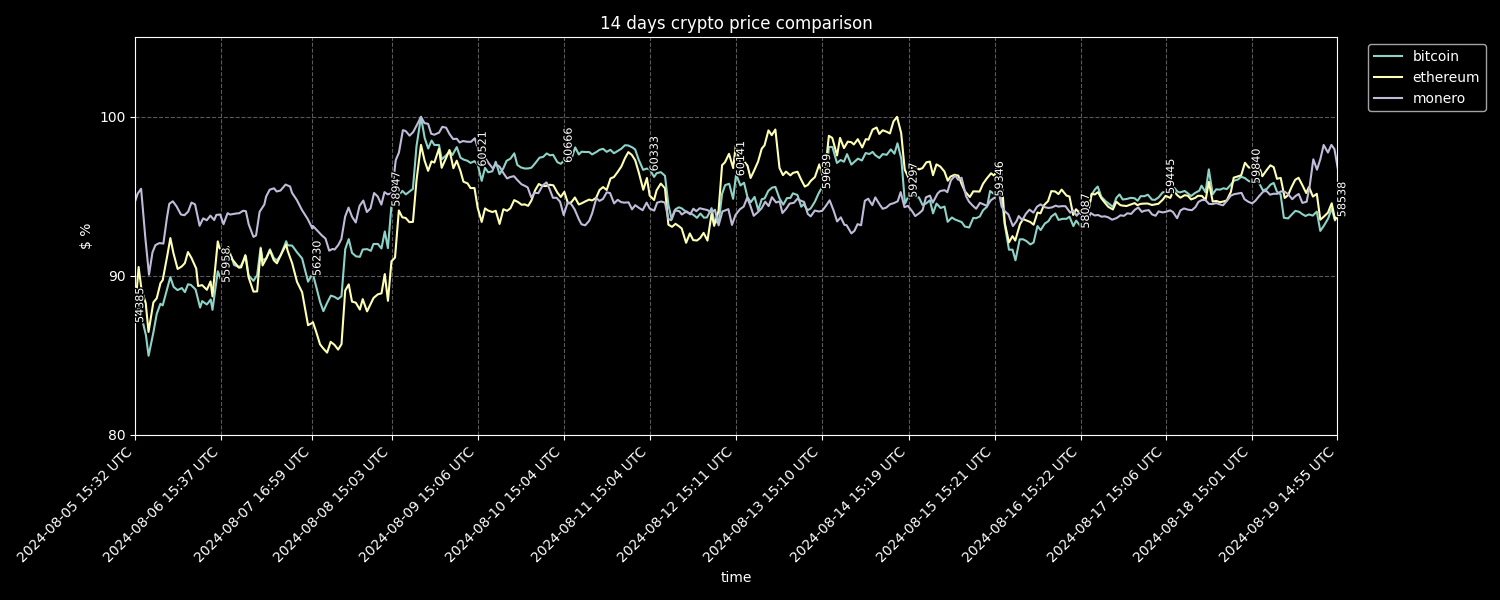 14 days crypto price comparison
bitcoin
ethereum
monero
$ %
100
90
80
54385
55958
56230
58947
60521
60666
60333
60141
59639
59297
59346
58087
59445
59840
58538
2024-08-05 15:32 UTC
2024-08-06 15:37 UTC
2024-08-07 16:59 UTC
2024-08-08 15:03 UTC
2024-08-09 15:06 UTC
2024-08-10 15:04 UTC
2024-08-11 15:04 UTC
2024-08-12 15:11 UTC
2024-08-13 15:10 UTC
2024-08-14 15:19 UTC
2024-08-15 15:21 UTC
2024-08-16 15:22 UTC
2024-08-17 15:06 UTC
2024-08-18 15:01 UTC
2024-08-19 14:55 UTC
time